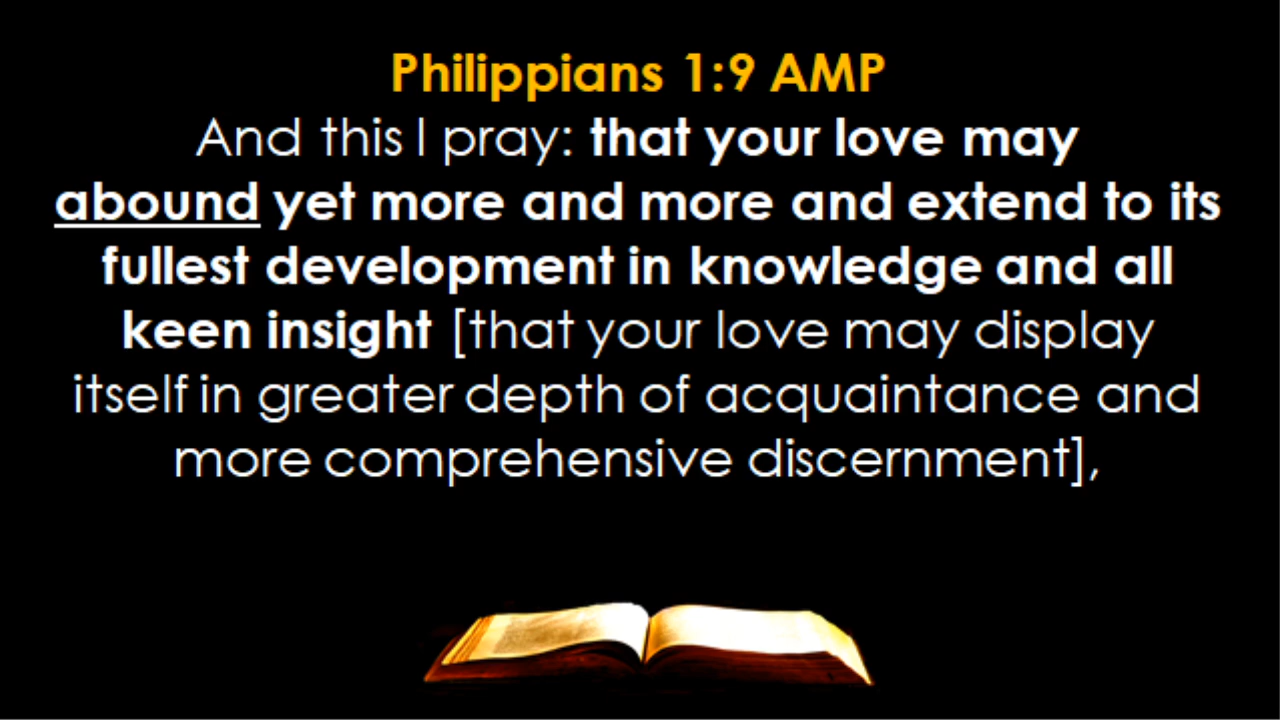 Philippians 1:9 AMP
And this I pray: that your love may
abound yet more and more and extend to its
fullest development in knowledge and all
keen insight [that your love may display
itself in greater depth of acquaintance and
more comprehensive discernment],